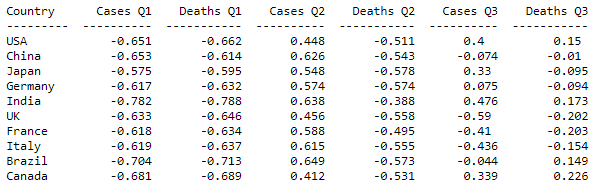 Country Cases Q1 Deaths Q1 Cases Q2 Deaths Q2 Cases Q3 Deaths Q3
--------- ---------- ----------- ---------- ----------- ---------- -----------
USA -0.651 -0.662 0.448 -0.511 0.4 0.15
China -0.653 -0.614 0.626 -0.543 -0.074 -0.01
Japan -0.575 -0.595 0.548 -0.578 0.33 -0.095
Germany -0.617 -0.632 0.574 -0.574 0.075 -0.094
India -0.782 -0.788 0.638 -0.388 0.476 0.173
UK -0.633 -0.646 0.456 -0.558 -0.59 -0.202
France -0.618 -0.634 0.588 -0.495 -0.41 -0.203
Italy -0.619 -0.637 0.615 -0.555 -0.436 -0.154
Brazil -0.704 -0.713 0.649 -0.573 -0.044 0.149
Canada -0.681 -0.689 0.412 -0.531 0.339 0.226